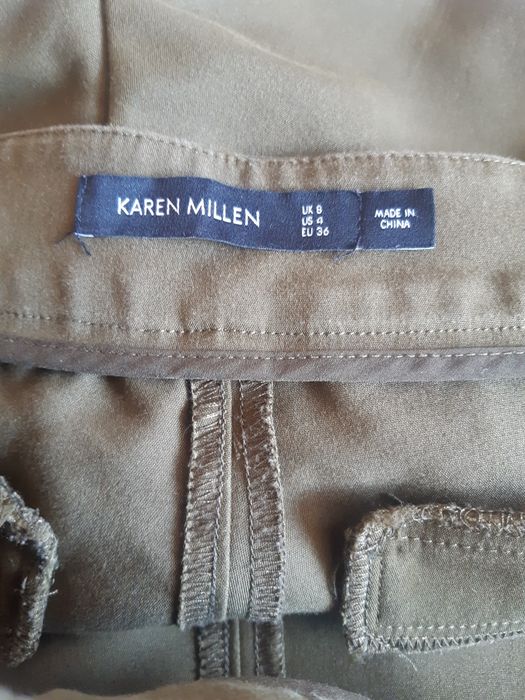 KAREN MILLEN
UK 8
US 4
EU 36
MADE IN
CHINA